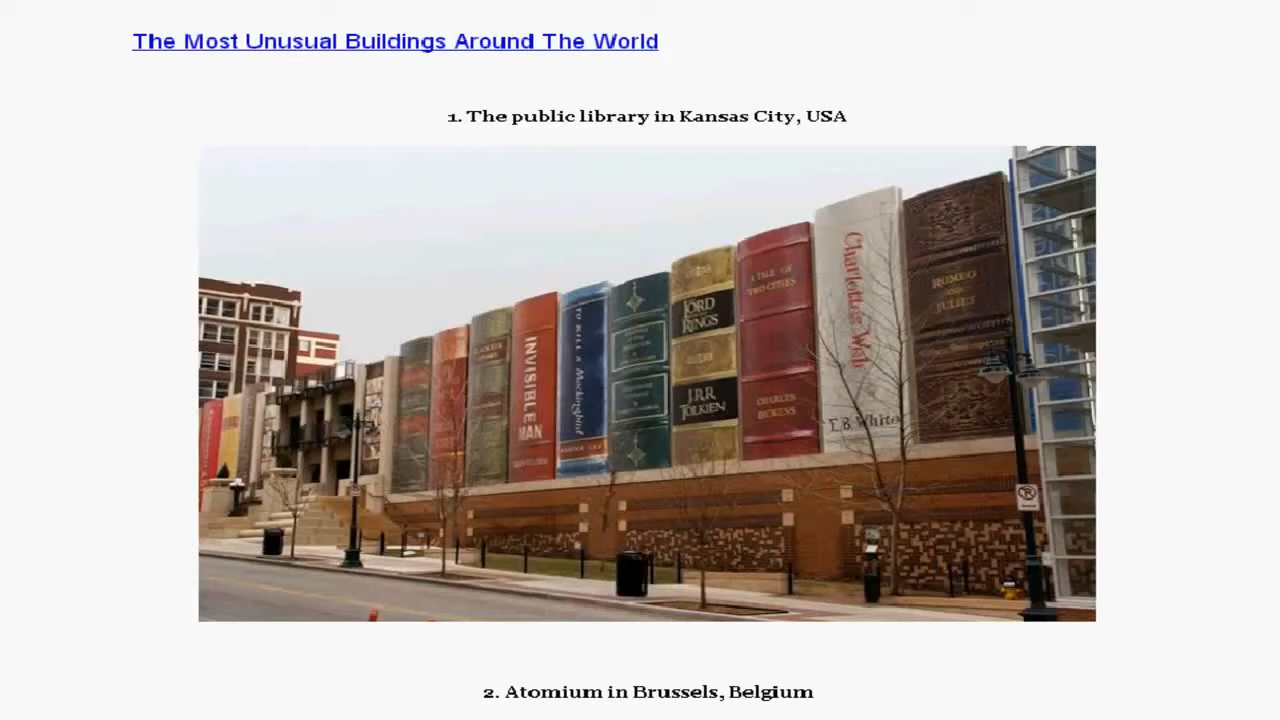 The Most Unusual Buildings Around The World
1. The public library in Kansas City, USA
INVISIBLE MAN
TO KILL A Mockingbird
LORD
RINGS
J.R.R.
TOLKIEN
A TALE OF
TWO CITIES
CHARLES
DICKENS
Charlotte's Web
E.B. White
ROMEO
AND
JULIET
2. Atomium in Brussels, Belgium